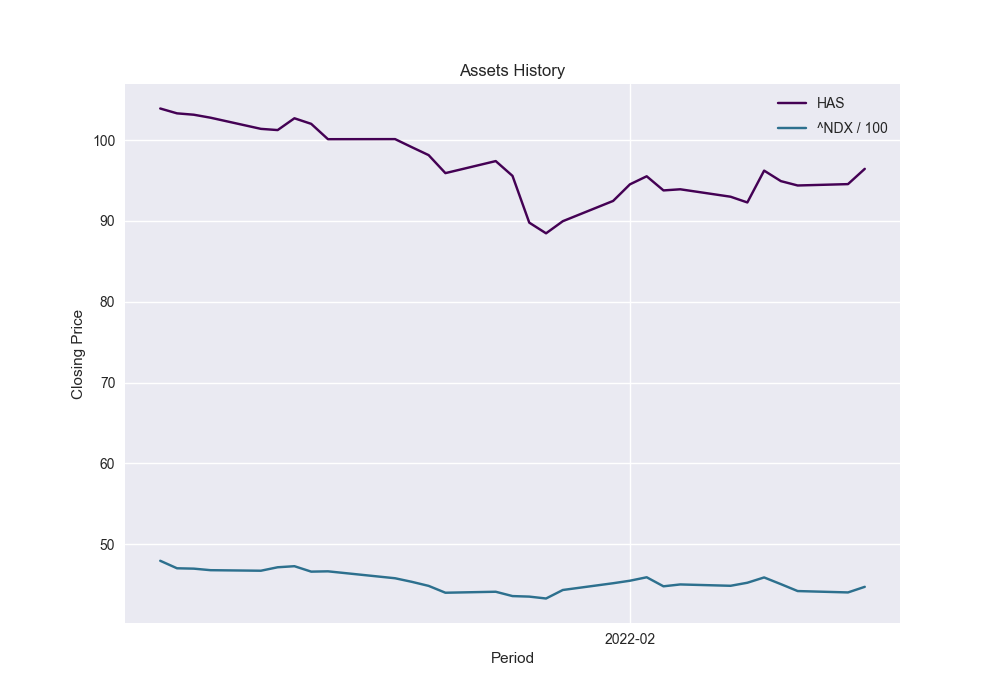 Assets History
HAS
^NDX / 100
100
90
80
70
60
50
Closing Price
2022-02
Period